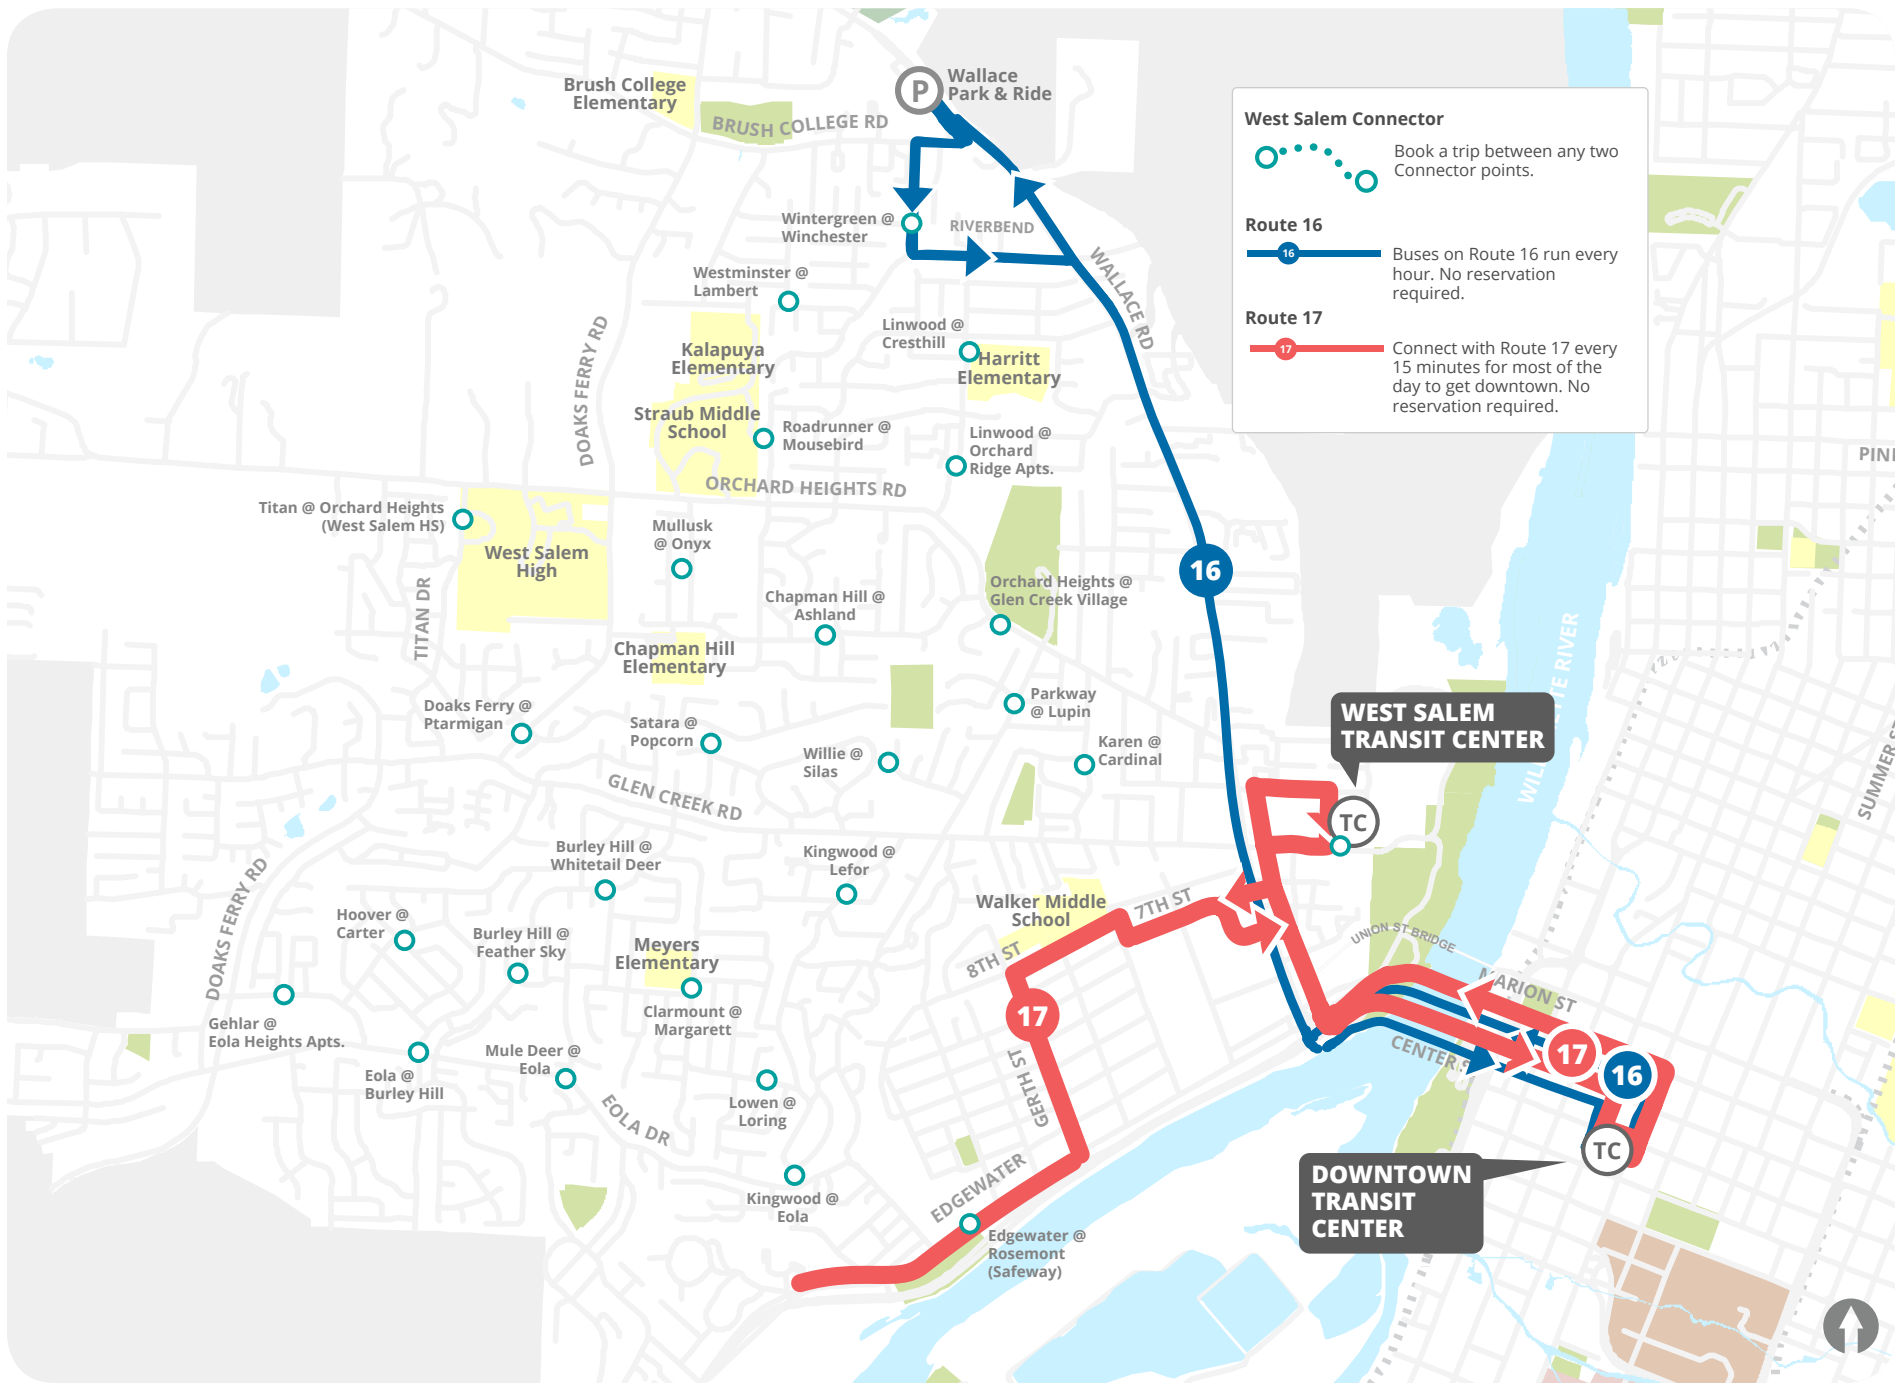 Wallace
Park & Ride
Brush College
Elementary
BRUSH COLLEGE RD
P
West Salem Connector
Book a trip between any two
Connector points.
Route 16
16
Buses on Route 16 run every
hour. No reservation
required.
Route 17
17
Connect with Route 17 every
15 minutes for most of the
day to get downtown. No
reservation required.
Wintergreen @
Winchester
RIVERBEND
WALLACE RD
Westminster @
Lambert
DOAKS FERRY RD
Kalapuya
Elementary
Linwood @
Cresthill
Harritt
Elementary
Straub Middle
School
Roadrunner @
Mousebird
Linwood @
Orchard
Ridge Apts.
ORCHARD HEIGHTS RD
Titan @ Orchard Heights
(West Salem HS)
West Salem
High
TITAN DR
Mullusk
@ Onyx
16
Chapman Hill @
Ashland
Orchard Heights @
Glen Creek Village
Chapman Hill
Elementary
Doaks Ferry @
Ptarmigan
Satara @
Popcorn
Willie @
Silas
Parkway
@ Lupin
Karen @
Cardinal
WEST SALEM
TRANSIT CENTER
TC
GLEN CREEK RD
SUMMER S
Burley Hill @
Whitetail Deer
Kingwood @
Lefor
DOAKS FERRY RD
Hoover @
Carter
Burley Hill @
Feather Sky
Meyers
Elementary
Walker Middle
School
7TH ST
8TH ST
UNION ST BRIDGE
MARION ST
CENTER S
Gehlar @
Eola Heights Apts.
Clarmount @
Margarett
17
GERTH ST
17
16
TC
Eola @
Burley Hill
Mule Deer @
Eola
EOLA DR
Lowen @
Loring
Kingwood @
Eola
EDGEWATER
Edgewater @
Rosemont
(Safeway)
DOWNTOWN
TRANSIT
CENTER